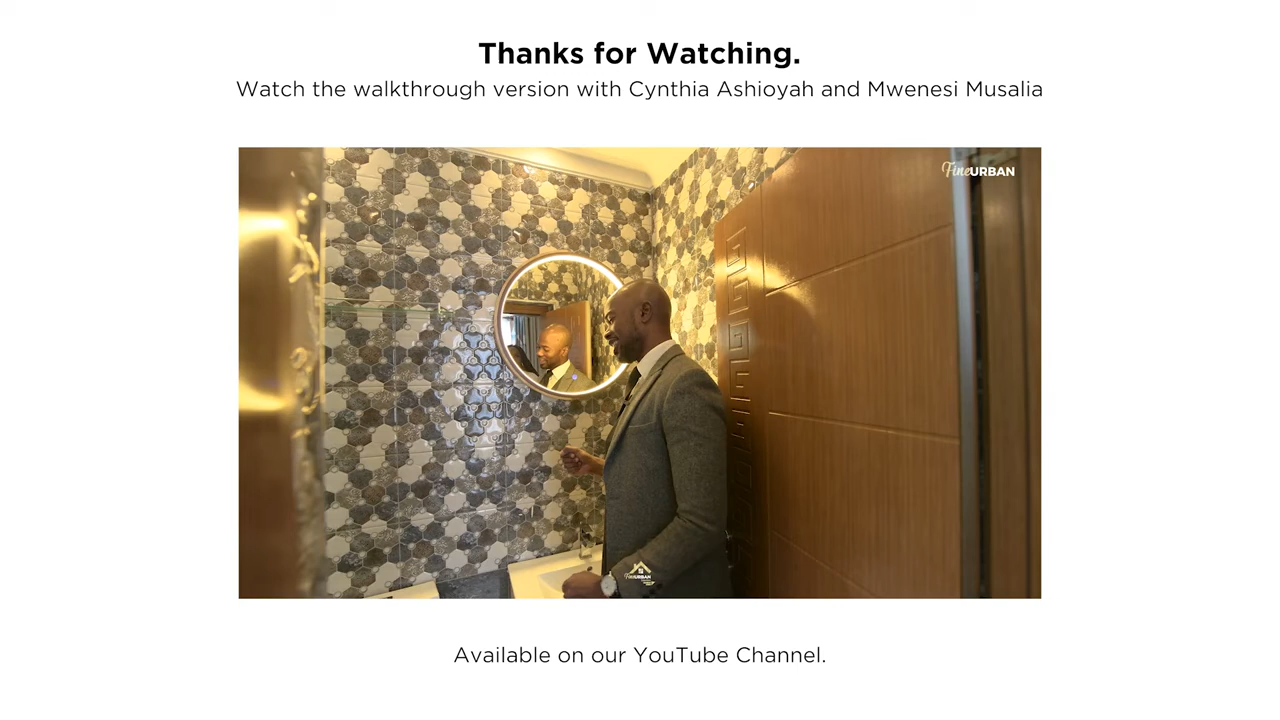 Thanks for Watching.
Watch the walkthrough version with Cynthia Ashioyah and Mwenesi Musalia
FineURBAN
FineURBAN
Available on our YouTube Channel.